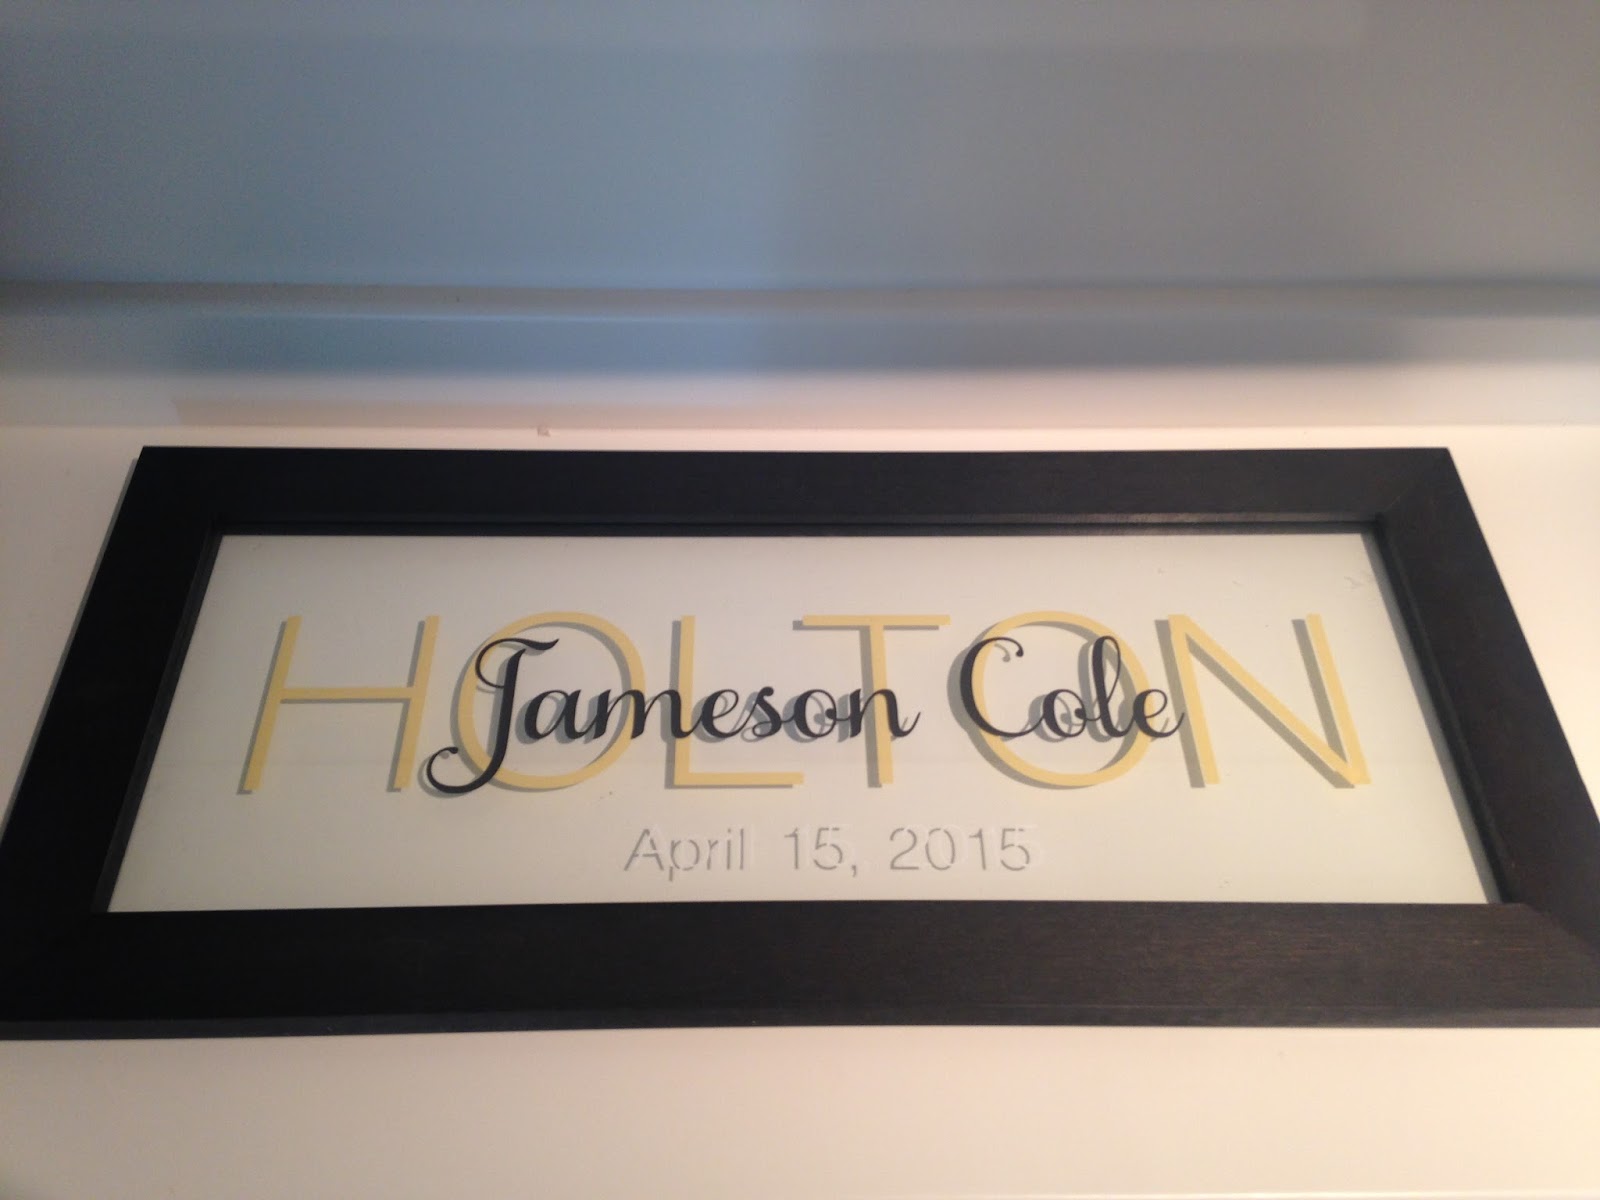 HOLTON
Jameson Cole
April 15, 2015